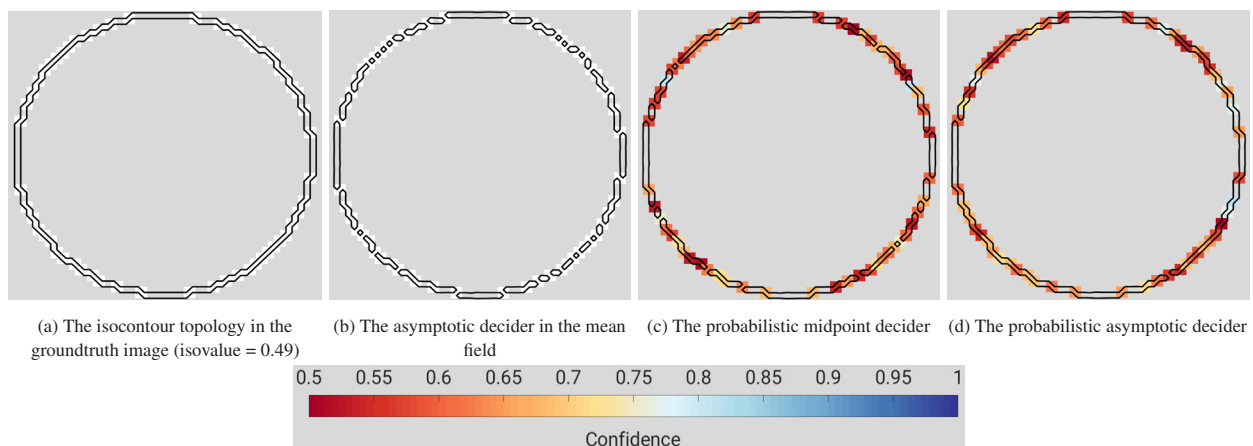 (a) The isocontour topology in the
groundtruth image (isovalue = 0.49)
(b) The asymptotic decider in the mean
field
(c) The probabilistic midpoint decider
(d) The probabilistic asymptotic decider
0.5 0.55 0.6 0.65 0.7 0.75 0.8 0.85 0.9 0.95 1
Confidence